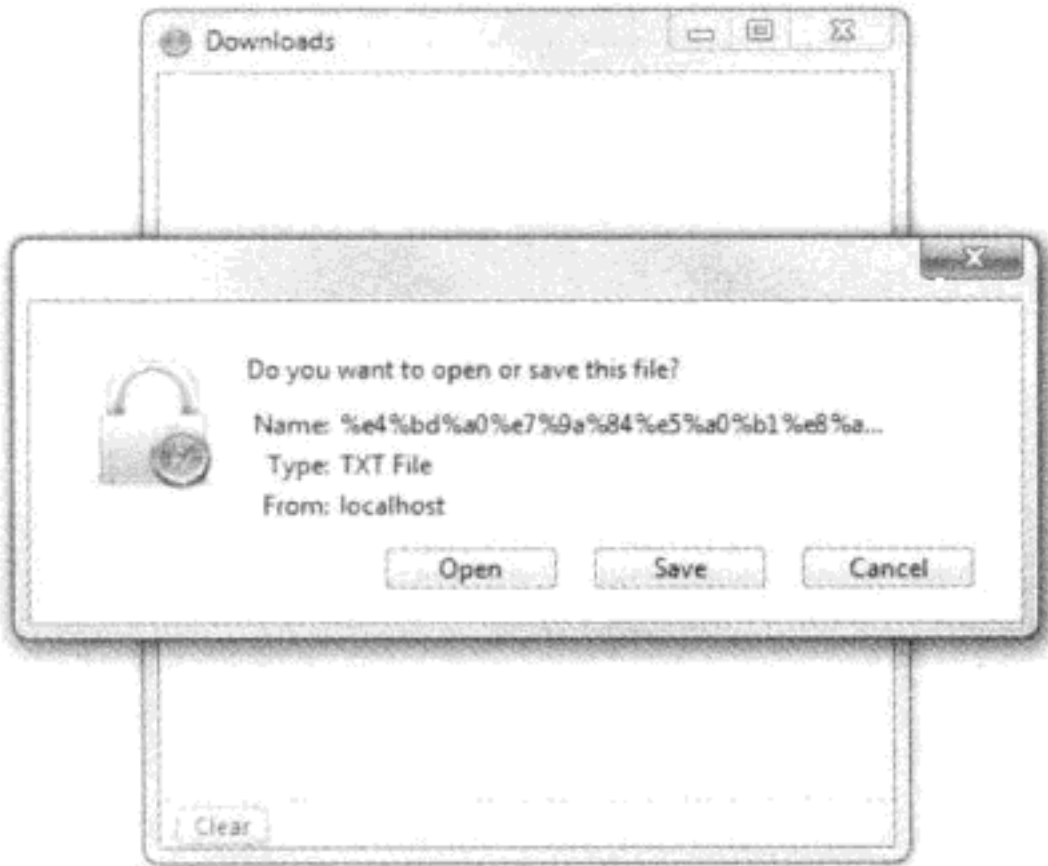 Downloads
Do you want to open or save this file?
Name: %e4%bd%a0%e7%9a%84%e5%a0%b1%e8%a...
Type: TXT File
From: localhost
Open Save Cancel
Clear